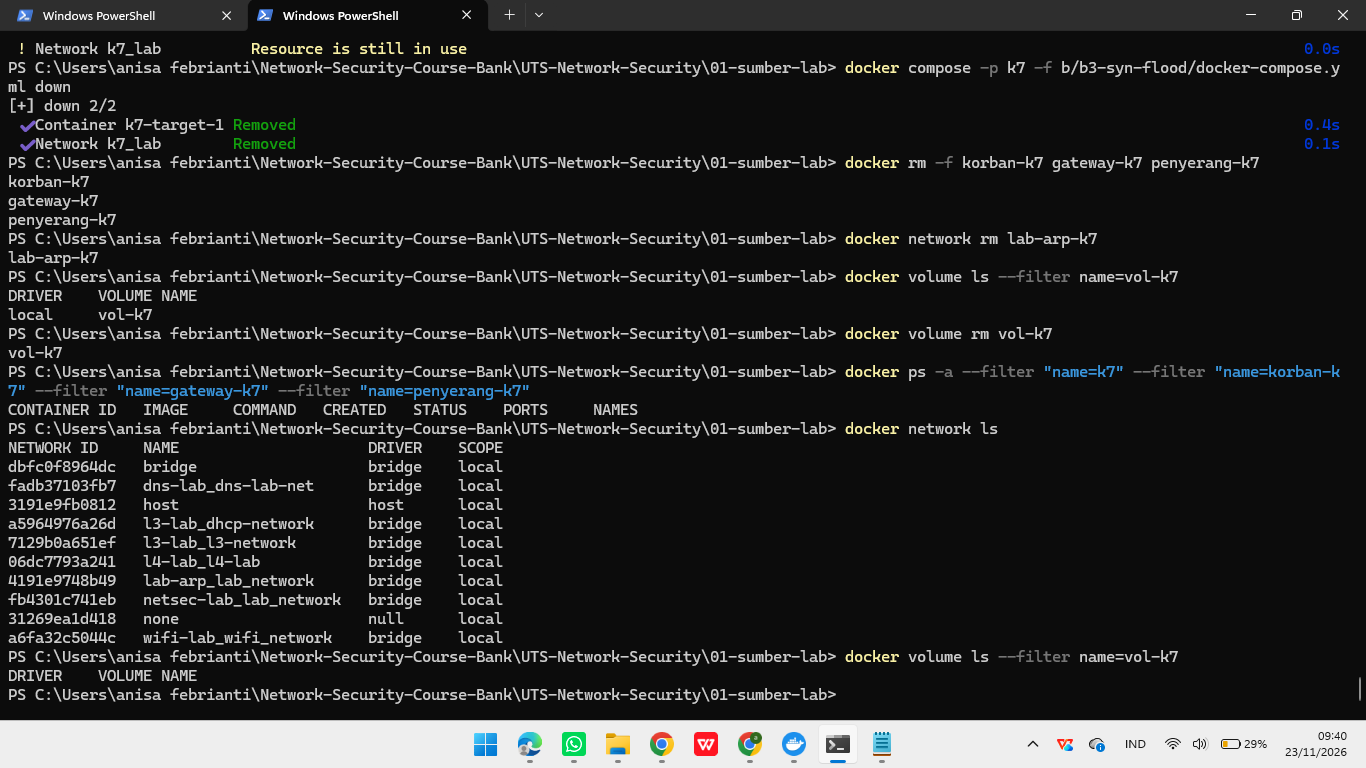 Windows PowerShell
Windows PowerShell
! Network k7_lab Resource is still in use 0.0s
PS C:\Users\anisa febrianti\Network-Security-Course-Bank\UTS-Network-Security\01-sumber-lab> docker compose -p k7 -f b/b3-syn-flood/docker-compose.y
ml down
[+] down 2/2
✔Container k7-target-1 Removed 0.4s
✔Network k7_lab Removed 0.1s
PS C:\Users\anisa febrianti\Network-Security-Course-Bank\UTS-Network-Security\01-sumber-lab> docker rm -f korban-k7 gateway-k7 penyerang-k7
korban-k7
gateway-k7
penyerang-k7
PS C:\Users\anisa febrianti\Network-Security-Course-Bank\UTS-Network-Security\01-sumber-lab> docker network rm lab-arp-k7
lab-arp-k7
PS C:\Users\anisa febrianti\Network-Security-Course-Bank\UTS-Network-Security\01-sumber-lab> docker volume ls --filter name=vol-k7
DRIVER VOLUME NAME
local vol-k7
PS C:\Users\anisa febrianti\Network-Security-Course-Bank\UTS-Network-Security\01-sumber-lab> docker volume rm vol-k7
vol-k7
PS C:\Users\anisa febrianti\Network-Security-Course-Bank\UTS-Network-Security\01-sumber-lab> docker ps -a --filter "name=k7" --filter "name=korban-k
7" --filter "name=gateway-k7" --filter "name=penyerang-k7"
CONTAINER ID IMAGE COMMAND CREATED STATUS PORTS NAMES
PS C:\Users\anisa febrianti\Network-Security-Course-Bank\UTS-Network-Security\01-sumber-lab> docker network ls
NETWORK ID NAME DRIVER SCOPE
dbfc0f8964dc bridge bridge local
fadb37103fb7 dns-lab_dns-lab-net bridge local
3191e9fb0812 host host local
a5964976a26d l3-lab_dhcp-network bridge local
7129b0a651ef l3-lab_l3-network bridge local
06dc7793a241 l4-lab_l4-lab bridge local
4191e9748b49 lab-arp_lab_network bridge local
fb4301c741eb netsec-lab_lab_network bridge local
31269ea1d418 none null local
a6fa32c5044c wifi-lab_wifi_network bridge local
PS C:\Users\anisa febrianti\Network-Security-Course-Bank\UTS-Network-Security\01-sumber-lab> docker volume ls --filter name=vol-k7
DRIVER VOLUME NAME
PS C:\Users\anisa febrianti\Network-Security-Course-Bank\UTS-Network-Security\01-sumber-lab>
IND 29% 09:40
23/11/2026